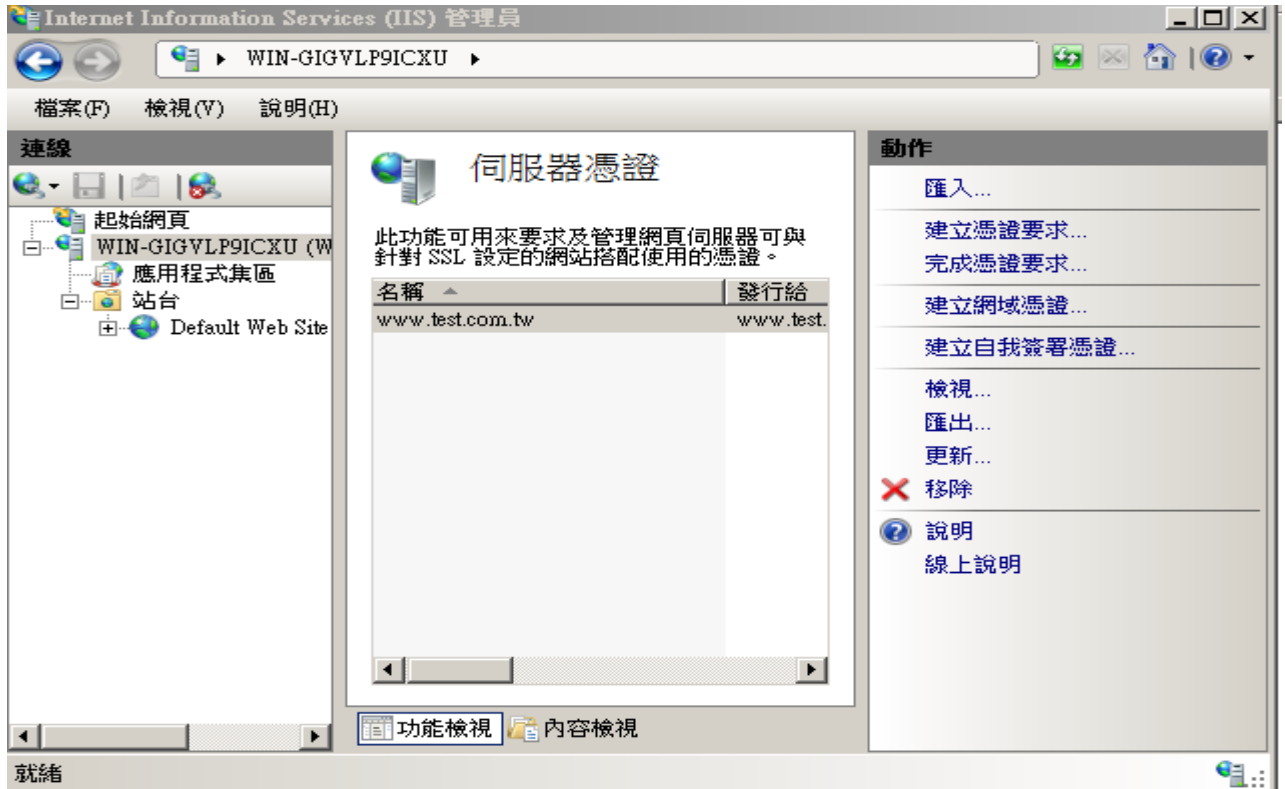 Internet Information Services (IIS) 管理員
WIN-GIGVLP9ICXU
檔案(F) 檢視(V) 說明(H)
連線
起始網頁
WIN-GIGVLP9ICXU (W
應用程式集區
站台
Default Web Site
伺服器憑證
此功能可用來要求及管理網頁伺服器可與
針對 SSL 設定的網站搭配使用的憑證。
名稱 發行給
www.test.com.tw www.test.
功能檢視 內容檢視
動作
匯入...
建立憑證要求...
完成憑證要求...
建立網域憑證...
建立自我簽署憑證...
檢視...
匯出...
更新...
移除
說明
線上說明
就緒